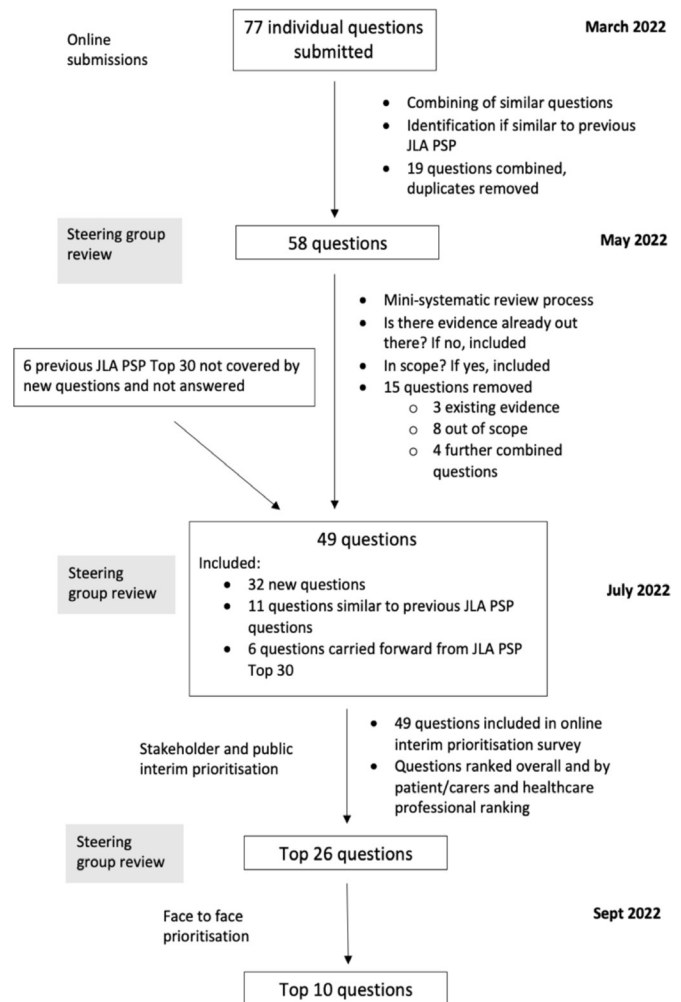 Online
submissions
77 individual questions
submitted
March 2022
• Combining of similar questions
• Identification if similar to previous
JLA PSP
• 19 questions combined,
duplicates removed
Steering group
review
58 questions
May 2022
• Mini-systematic review process
• Is there evidence already out
there? If no, included
• In scope? If yes, included
• 15 questions removed
o 3 existing evidence
o 8 out of scope
o 4 further combined
questions
6 previous JLA PSP Top 30 not covered by
new questions and not answered
Steering
group review
49 questions
Included:
• 32 new questions
• 11 questions similar to previous JLA PSP
questions
• 6 questions carried forward from JLA PSP
Top 30
July 2022
Stakeholder and public
interim prioritisation
• 49 questions included in online
interim prioritisation survey
• Questions ranked overall and by
patient/carers and healthcare
professional ranking
Steering
group review
Top 26 questions
Face to face
prioritisation
Sept 2022
Top 10 questions